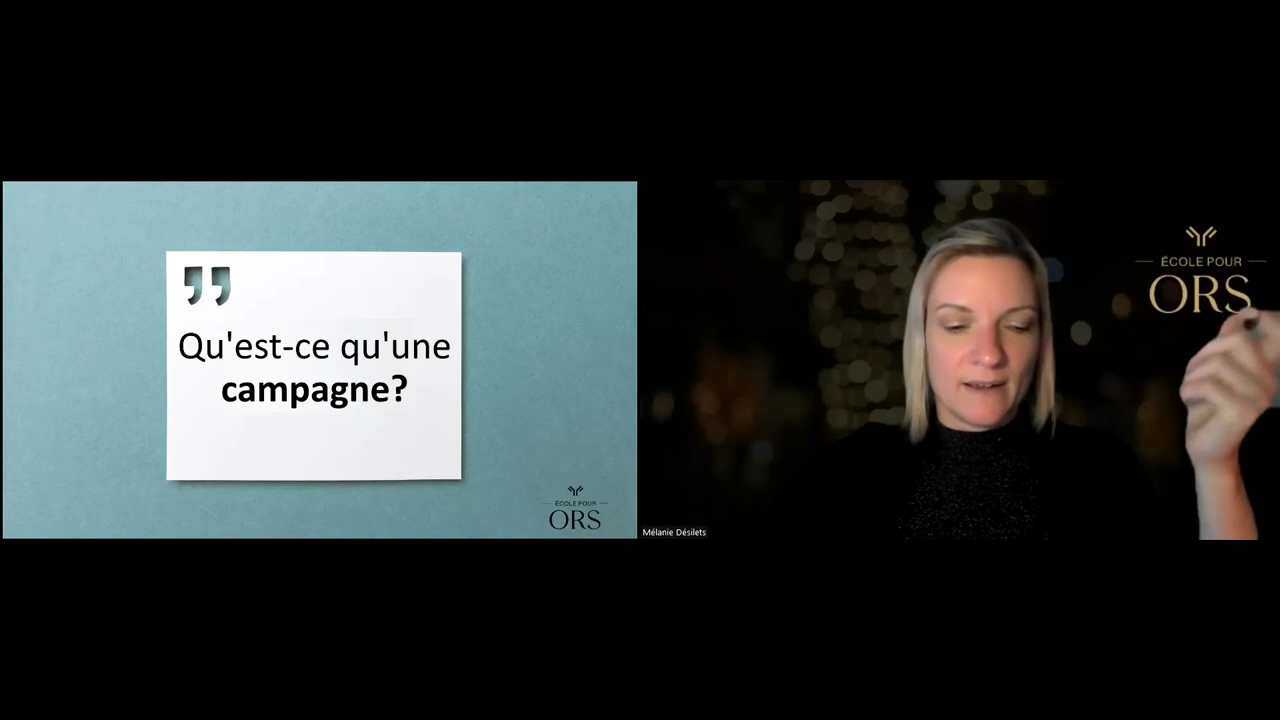 Qu'est-ce qu'une
campagne?
ÉCOLE POUR
ORS
ÉCOLE POUR
ORS
Mélanie Désilets